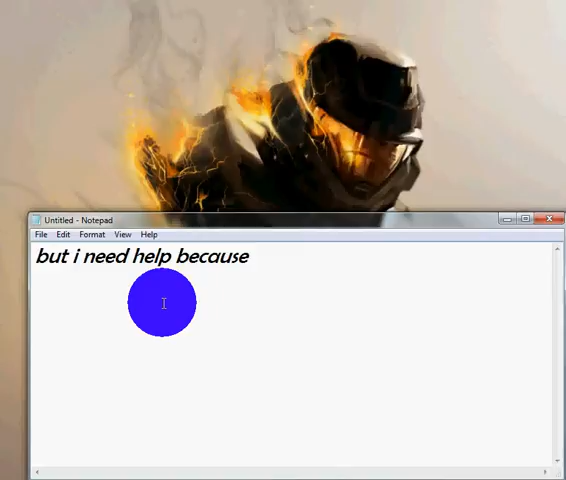 Untitled - Notepad
File Edit Format View Help
but i need help because